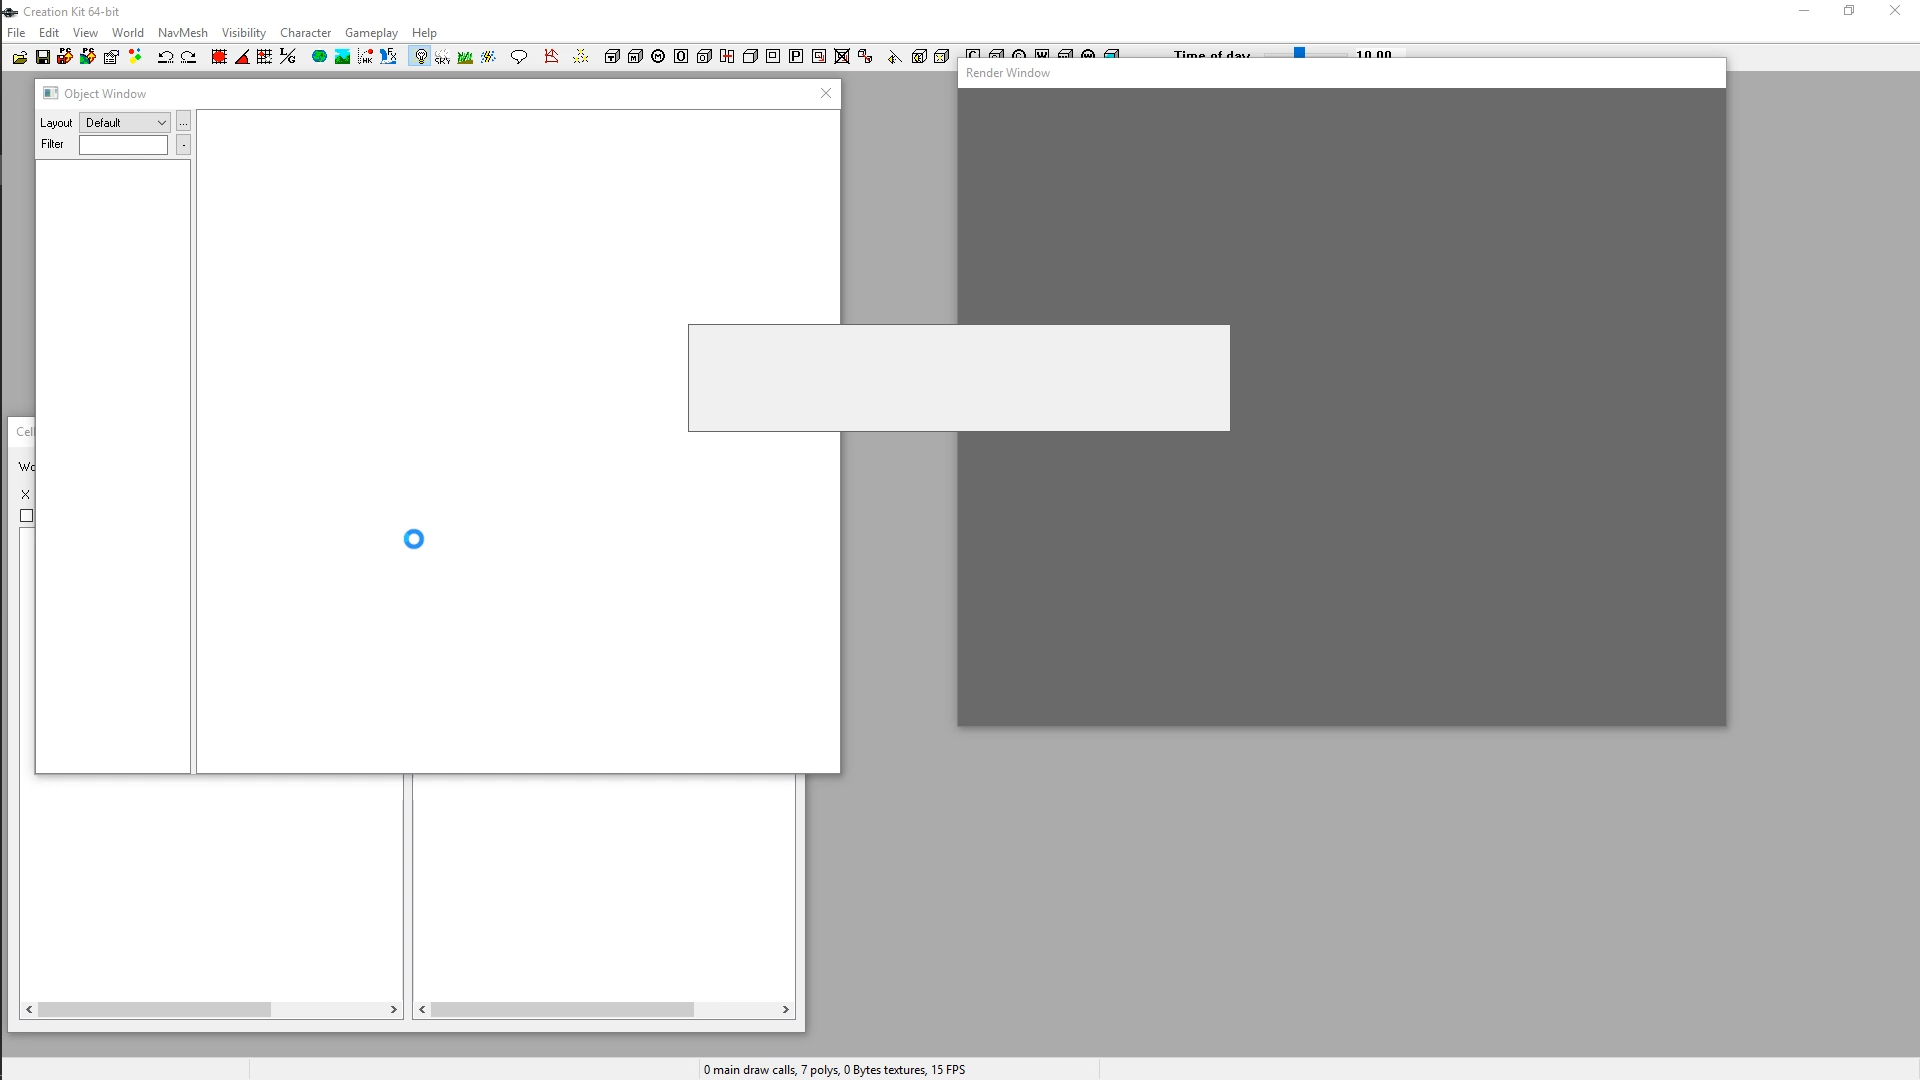 Creation Kit 64-bit
File Edit View World NavMesh Visibility Character Gameplay Help
Time of day 10.00
Object Window
Render Window
Layout Default ...
Filter -
Cell
X
0 main draw calls, 7 polys, 0 Bytes textures, 15 FPS